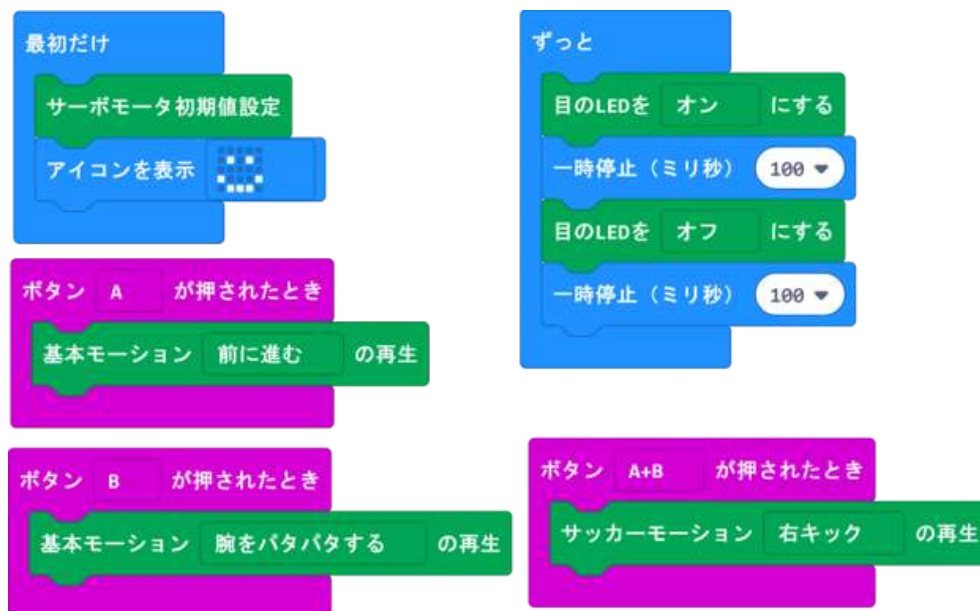 最初だけ
サーボモータ初期値設定
アイコンを表示
ずっと
目のLEDを オン にする
一時停止（ミリ秒） 100
目のLEDを オフ にする
一時停止（ミリ秒） 100
ボタン A が押されたとき
基本モーション 前に進む の再生
ボタン B が押されたとき
基本モーション 腕をパタパタする の再生
ボタン A+B が押されたとき
サッカーモーション 右キック の再生